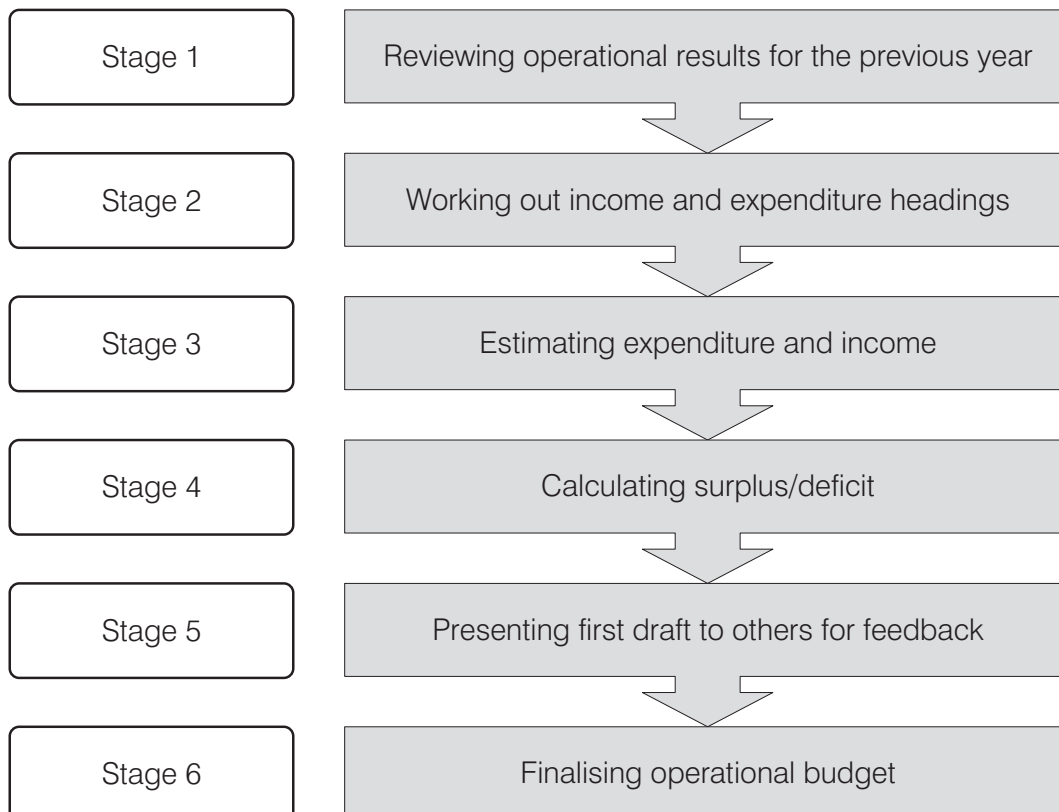 Stage 1
Reviewing operational results for the previous year
Stage 2
Working out income and expenditure headings
Stage 3
Estimating expenditure and income
Stage 4
Calculating surplus/deficit
Stage 5
Presenting first draft to others for feedback
Stage 6
Finalising operational budget